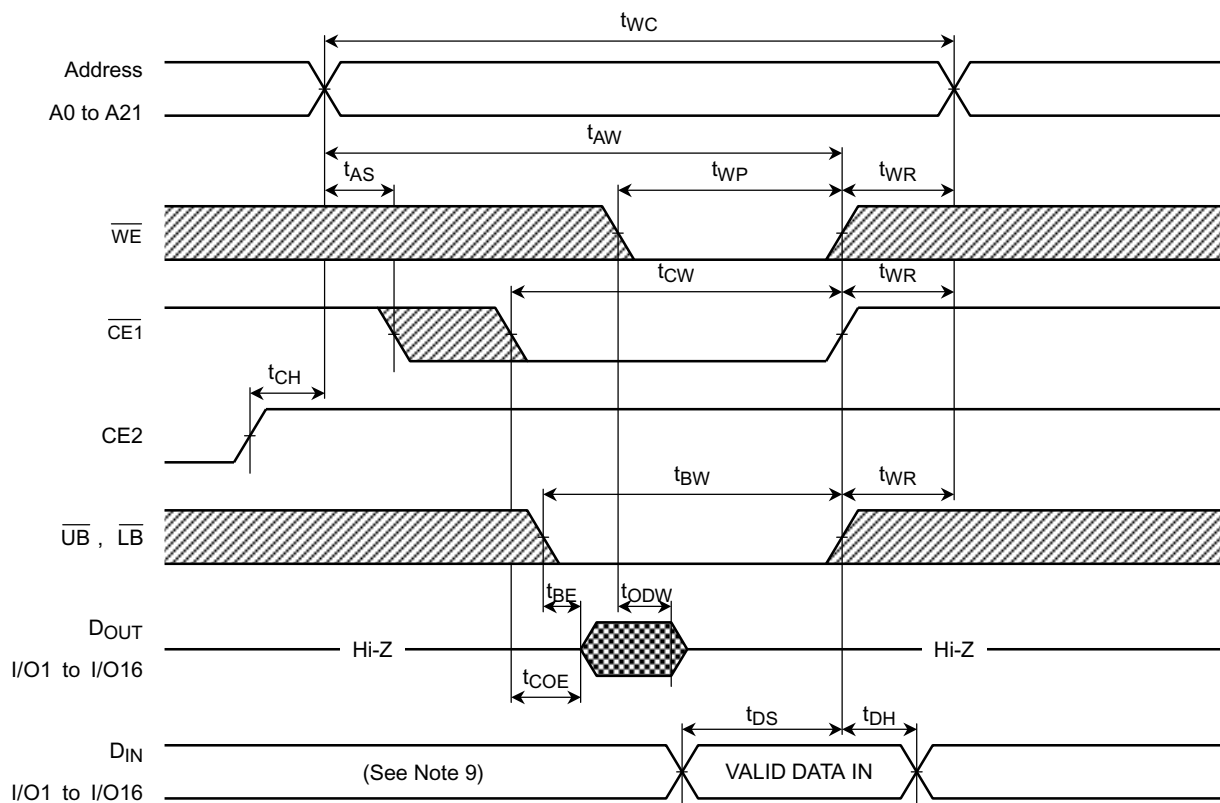 tWC
Address
A0 to A21
tAW
tAS
tWP
tWR
WE
tCW
tWR
CE1
tCH
CE2
tBW
tWR
UB , LB
tBE
tODW
DOUT
Hi-Z
Hi-Z
I/O1 to I/O16
tCOE
tDS
tDH
DIN
(See Note 9)
VALID DATA IN
I/O1 to I/O16